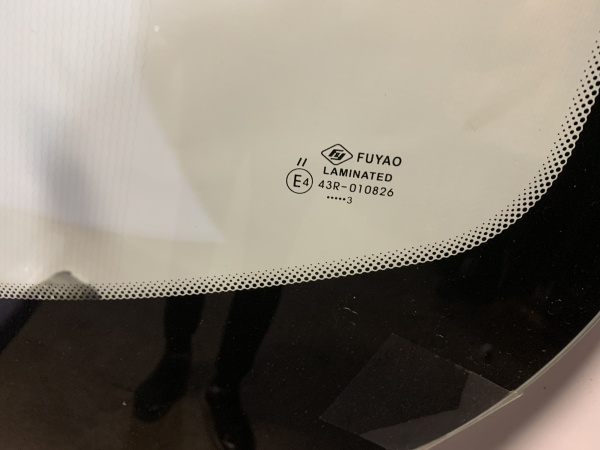 FUYAO
LAMINATED
II
E4 43R-010826
•••••3